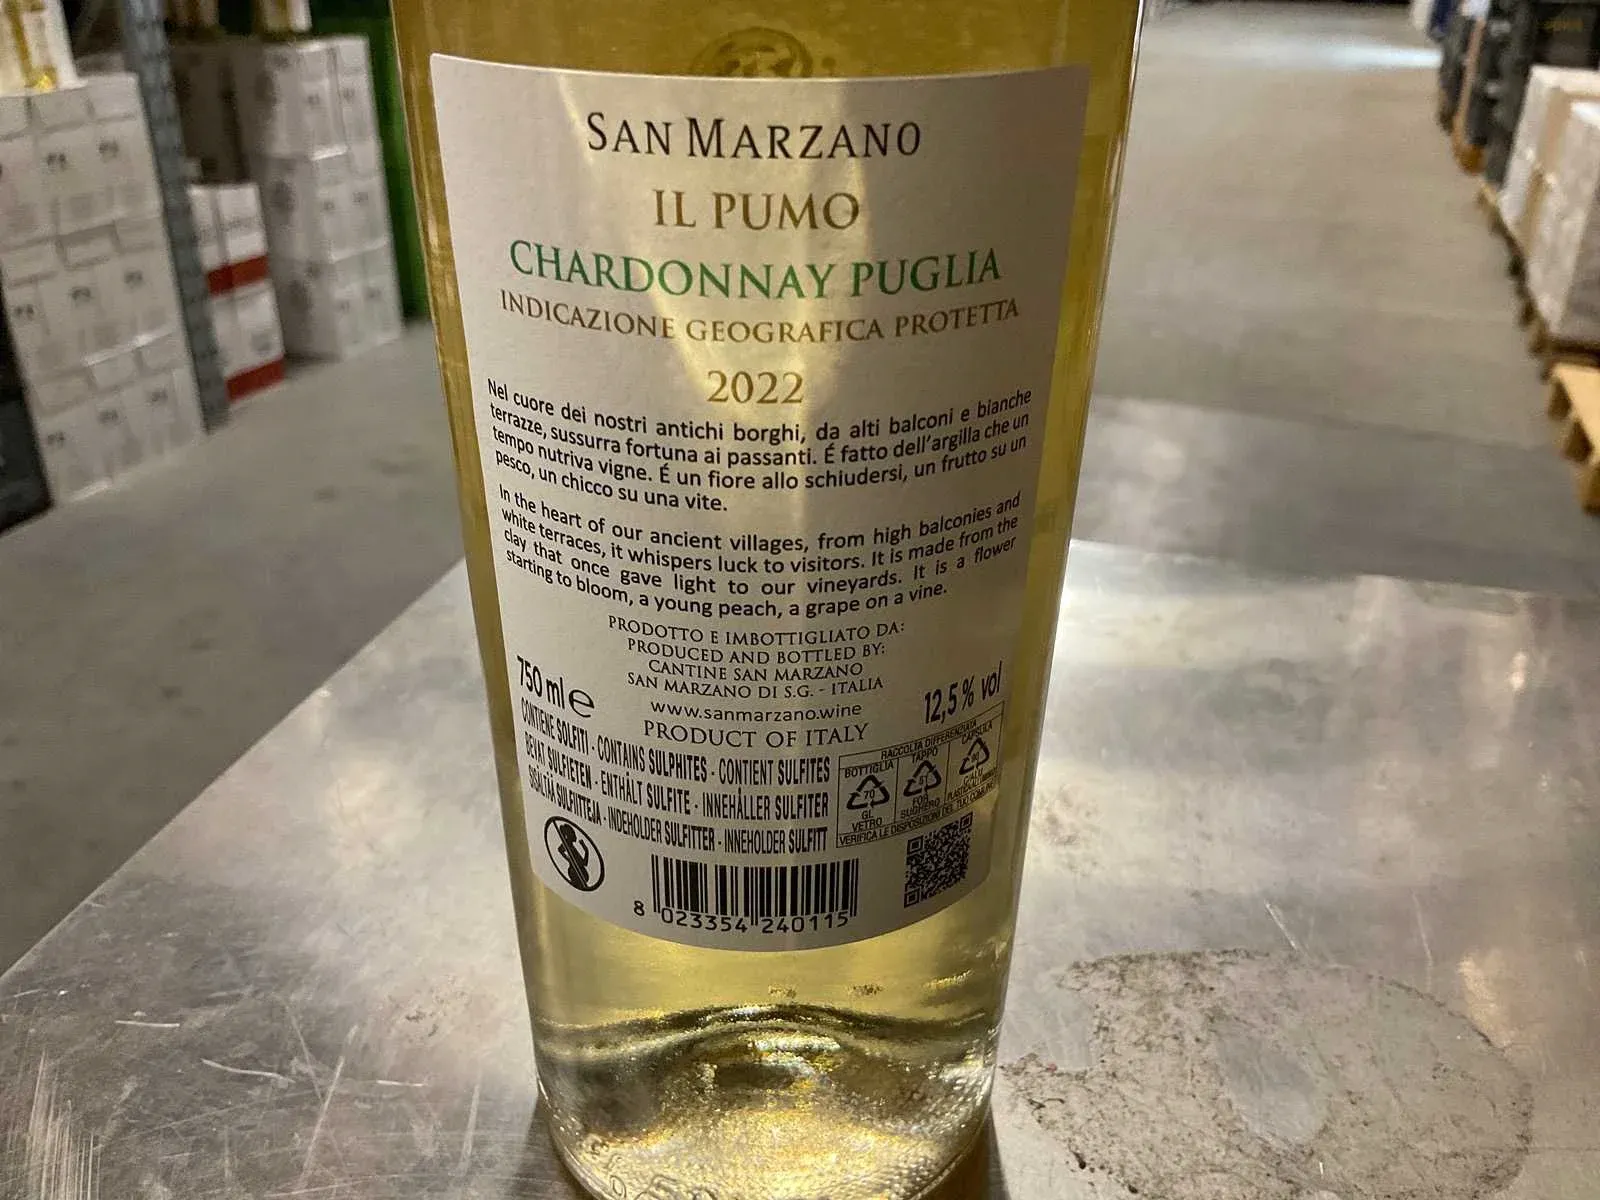 SAN MARZANO
IL PUMO
CHARDONNAY PUGLIA
INDICAZIONE GEOGRAFICA PROTETTA
2022
Nel cuore dei nostri antichi borghi, da alti balconi e bianche
terrazze, sussurra fortuna ai passanti. É fatto dell'argilla che un
tempo nutriva vigne. É un fiore allo schiudersi, un frutto su un
pesco, un chicco su una vite.
In the heart of our ancient villages, from high balconies and
white terraces, it whispers luck to visitors. It is made from the
clay that once gave light to our vineyards. It is a flower
starting to bloom, a young peach, a grape on a vine.
PRODOTTO E IMBOTTIGLIATO DA:
PRODUCED AND BOTTLED BY:
CANTINE SAN MARZANO
SAN MARZANO DI S.G. - ITALIA
www.sanmarzano.wine
PRODUCT OF ITALY
750 ml e
12,5% vol
CONTIENE SOLFITI - CONTAINS SULPHITES - CONTIENT SULFITES
BEVAT SULFIETEN - ENTHÄLT SULFITE - INNEHÅLLER SULFITER
SISÄLTÄÄ SULFIITTEJA - INDEHOLDER SULFITTER - INNEHOLDER SULFITT
RACCOLTA DIFFERENZIATA
BOTTIGLIA TAPPO CAPSULA
70 51 90
GL FOR C/ALU
VETRO SUGHERO
VERIFICA LE DISPOSIZIONI DEL TUO COMUNE
8 023354 240115